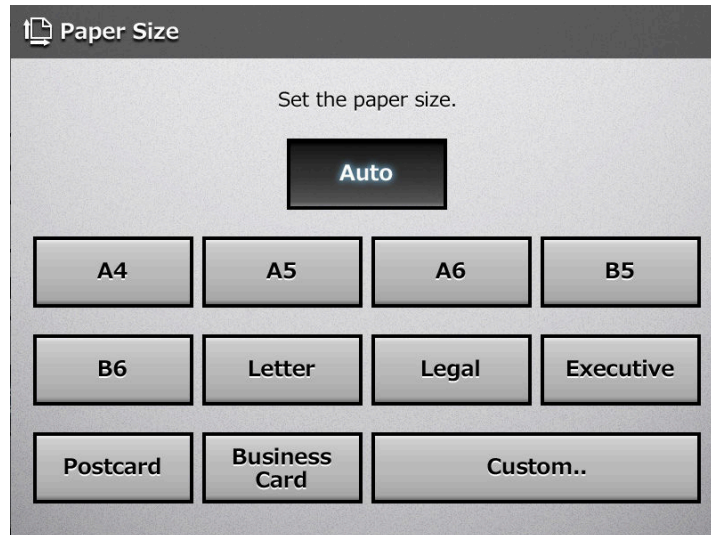 Paper Size
Set the paper size.
Auto
A4 A5 A6 B5
B6 Letter Legal Executive
Postcard Business Card Custom..